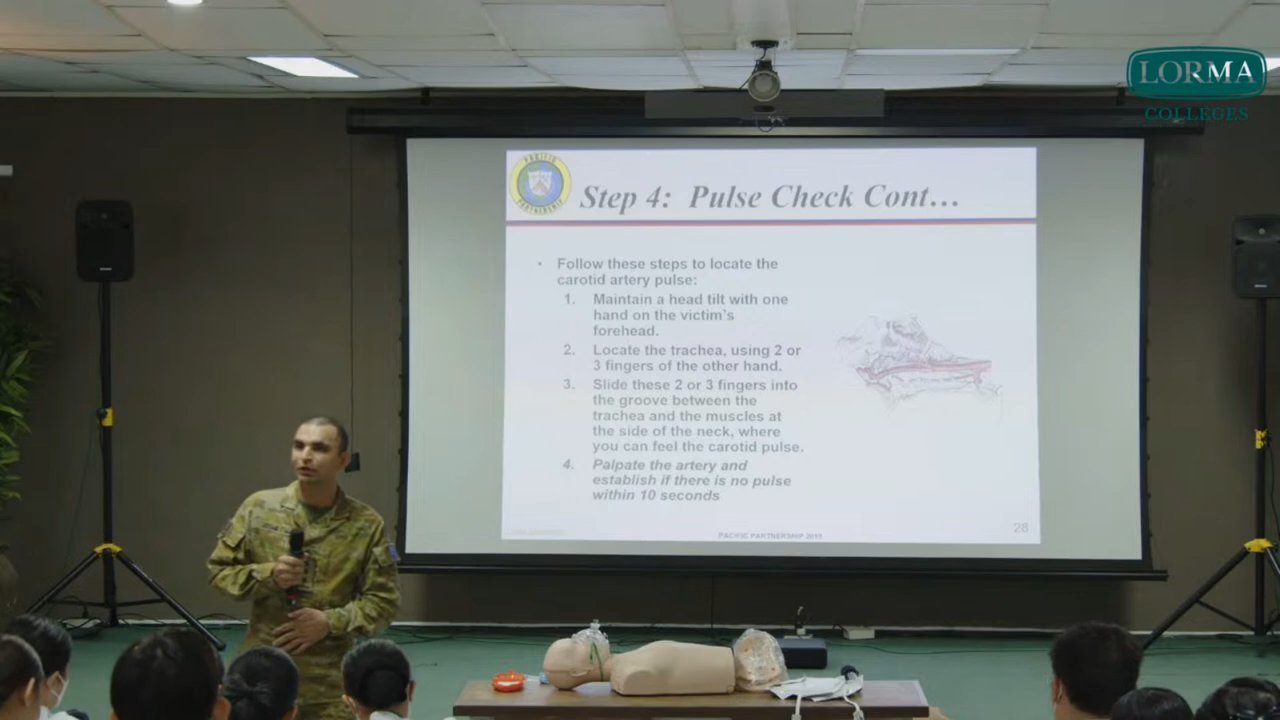 LORMA
COLLEGES
PACIFIC
PARTNERSHIP
Step 4: Pulse Check Cont…
• Follow these steps to locate the
carotid artery pulse:
1. Maintain a head tilt with one
hand on the victim's
forehead.
2. Locate the trachea, using 2 or
3 fingers of the other hand.
3. Slide these 2 or 3 fingers into
the groove between the
trachea and the muscles at
the side of the neck, where
you can feel the carotid pulse.
4. Palpate the artery and
establish if there is no pulse
within 10 seconds
PACIFIC PARTNERSHIP
28